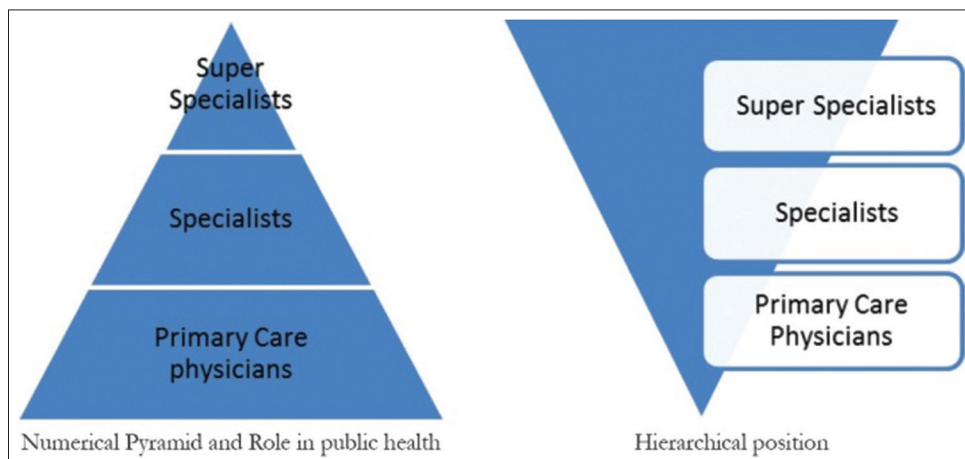 Super
Specialists
Specialists
Primary Care
physicians
Numerical Pyramid and Role in public health
Super Specialists
Specialists
Primary Care
Physicians
Hierarchical position